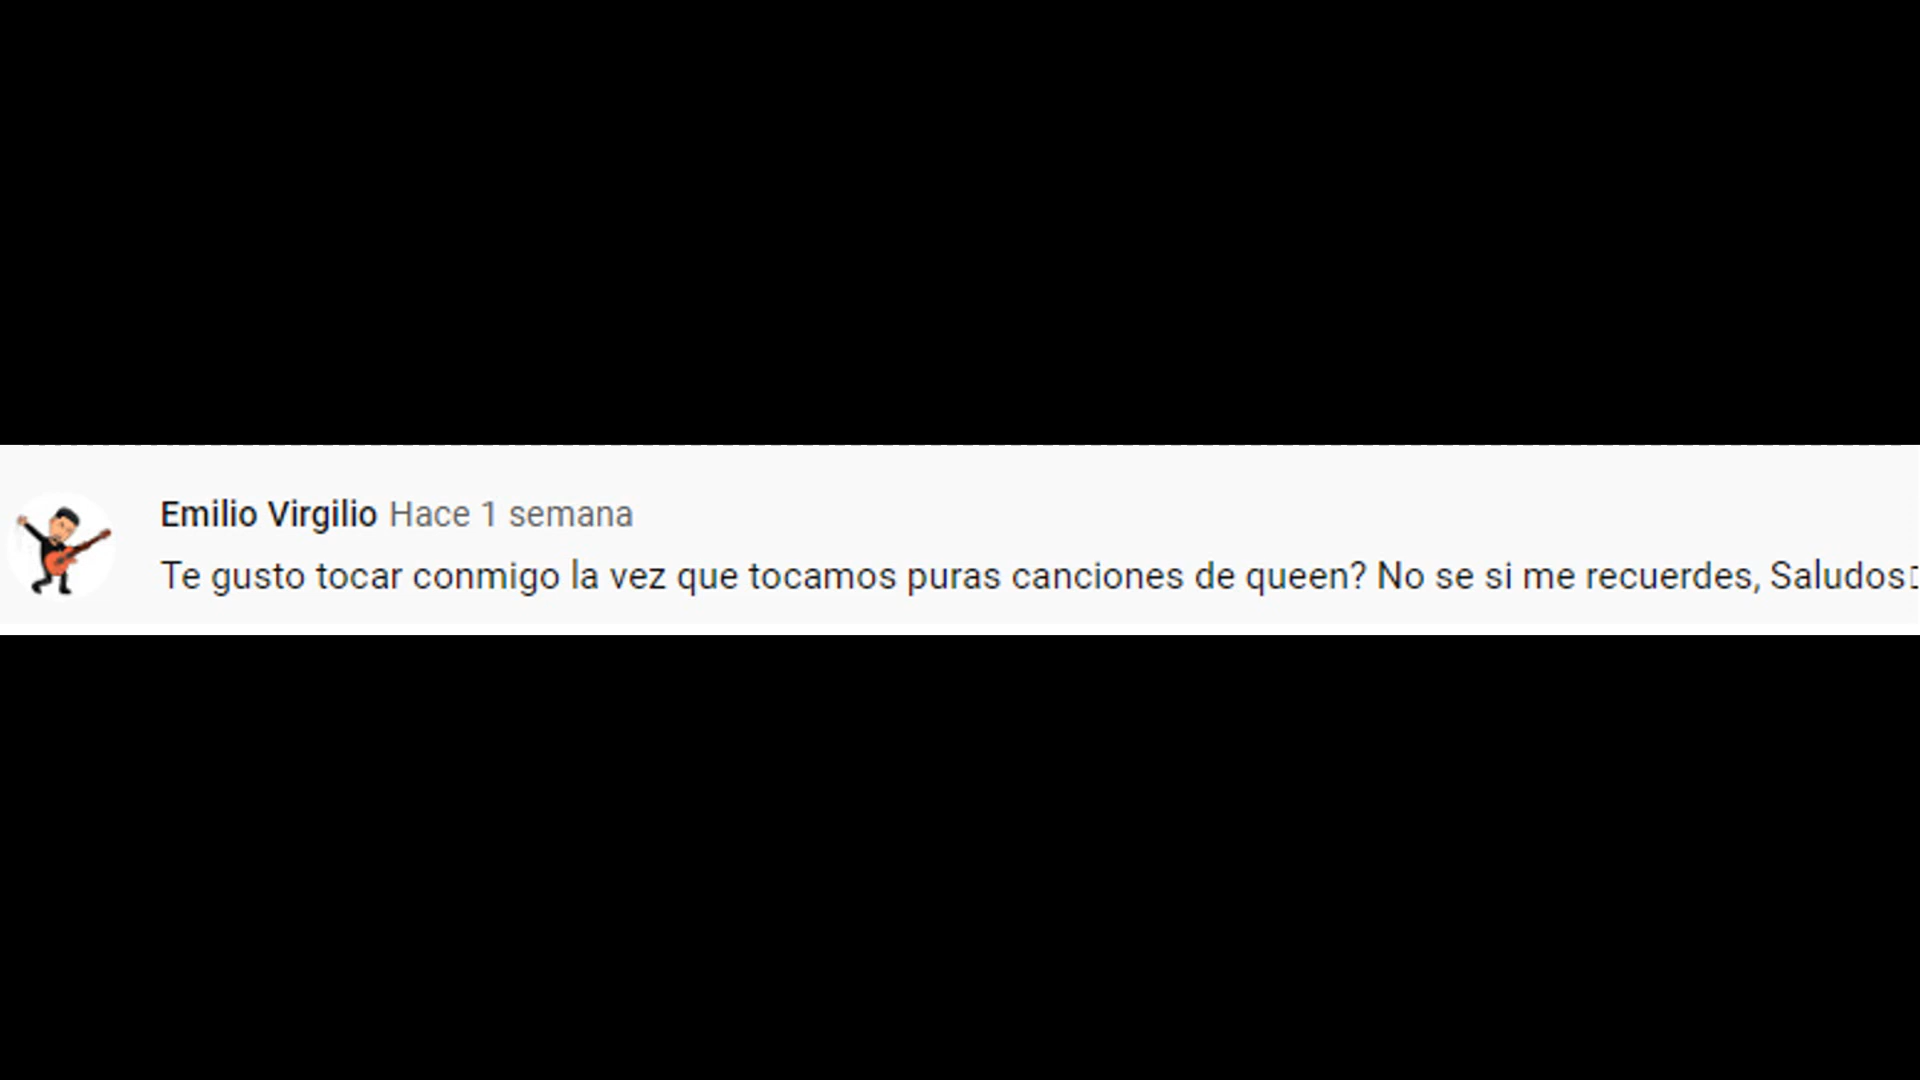 Emilio Virgilio Hace 1 semana
Te gusto tocar conmigo la vez que tocamos puras canciones de queen? No se si me recuerdes, Saludos